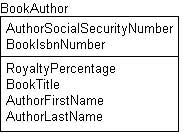 BookAuthor
AuthorSocialSecurityNumber
BookIsbnNumber
RoyaltyPercentage
BookTitle
AuthorFirstName
AuthorLastName